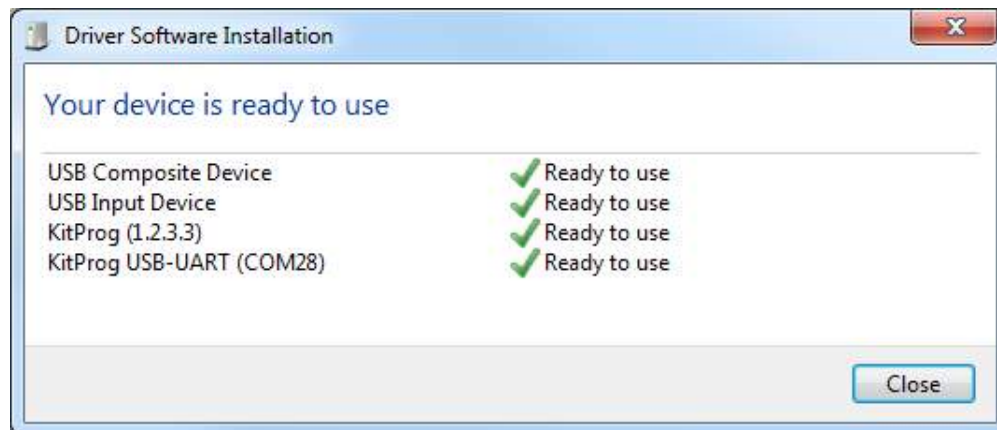 Driver Software Installation
Your device is ready to use
USB Composite Device Ready to use
USB Input Device Ready to use
KitProg (1.2.3.3) Ready to use
KitProg USB-UART (COM28) Ready to use
Close